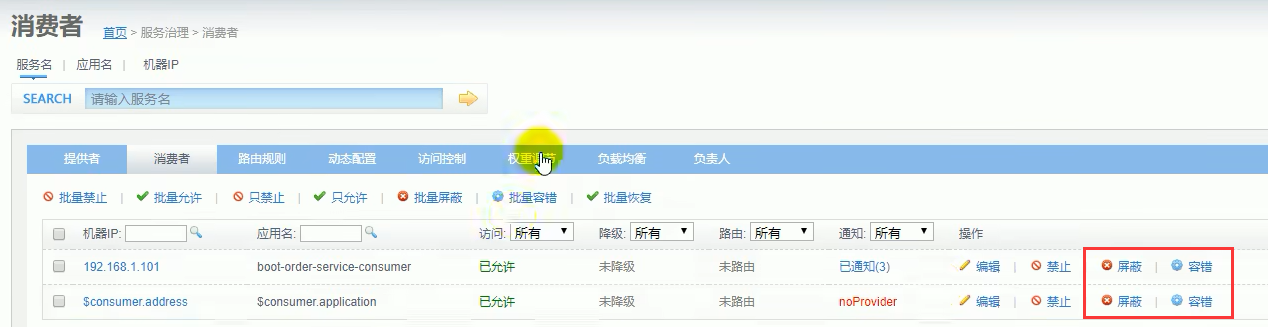 消费者 首页 > 服务治理 > 消费者
服务名 | 应用名 | 机器IP
SEARCH 请输入服务名
提供者 消费者 路由规则 动态配置 访问控制 权重调节 负载均衡 负责人
批量禁止 | 批量允许 | 只禁止 | 只允许 | 批量屏蔽 | 批量容错 | 批量恢复
机器IP: 应用名: 访问: 所有 降级: 所有 路由: 所有 通知: 所有 操作
192.168.1.101 boot-order-service-consumer 已允许 未降级 未路由 已通知(3) 编辑 | 禁止 屏蔽 | 容错
$consumer.address $consumer.application 已允许 未降级 未路由 noProvider 编辑 | 禁止 屏蔽 | 容错